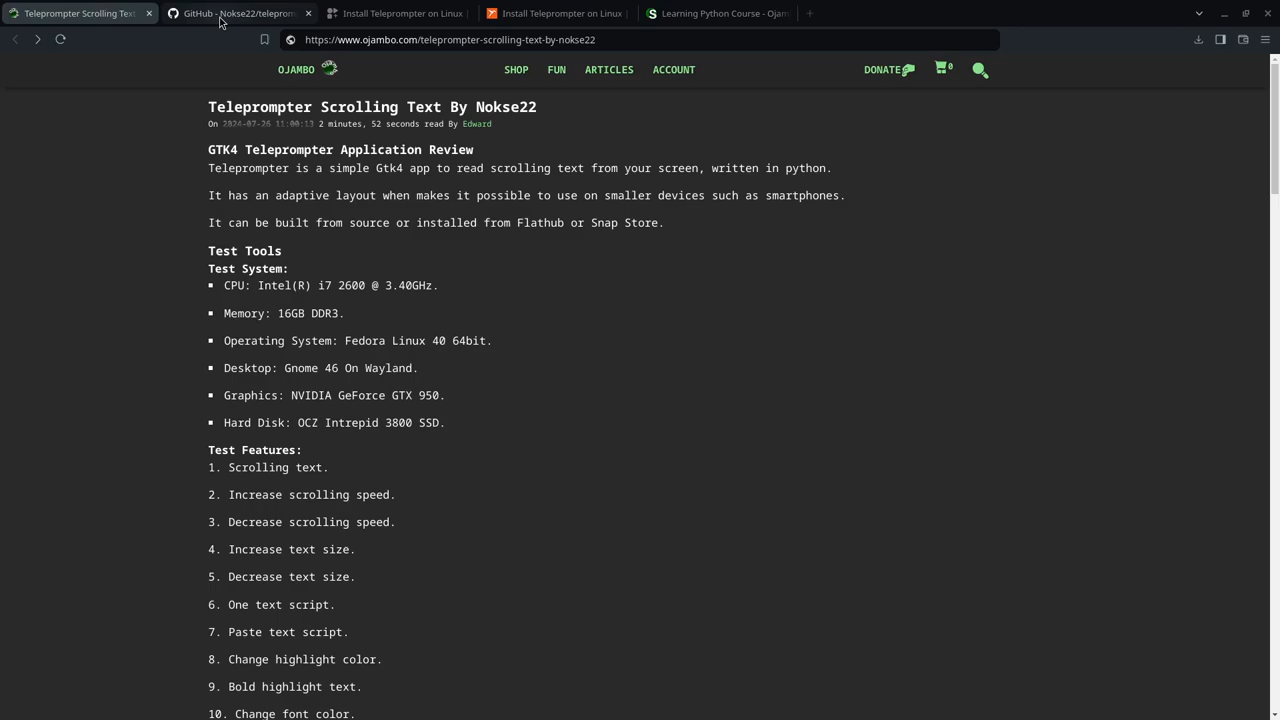 Teleprompter Scrolling Text
GitHub - Nokse22/teleprom
Install Teleprompter on Linux
Install Teleprompter on Linux
Learning Python Course - Ojam
https://www.ojambo.com/teleprompter-scrolling-text-by-nokse22
OJAMBO
SHOP
FUN
ARTICLES
ACCOUNT
DONATE
0
Teleprompter Scrolling Text By Nokse22
On 2024-07-26 11:00:13 2 minutes, 52 seconds read By Edward
GTK4 Teleprompter Application Review
Teleprompter is a simple Gtk4 app to read scrolling text from your screen, written in python.
It has an adaptive layout when makes it possible to use on smaller devices such as smartphones.
It can be built from source or installed from Flathub or Snap Store.
Test Tools
Test System:
▪ CPU: Intel(R) i7 2600 @ 3.40GHz.
▪ Memory: 16GB DDR3.
▪ Operating System: Fedora Linux 40 64bit.
▪ Desktop: Gnome 46 On Wayland.
▪ Graphics: NVIDIA GeForce GTX 950.
▪ Hard Disk: OCZ Intrepid 3800 SSD.
Test Features:
1. Scrolling text.
2. Increase scrolling speed.
3. Decrease scrolling speed.
4. Increase text size.
5. Decrease text size.
6. One text script.
7. Paste text script.
8. Change highlight color.
9. Bold highlight text.
10. Change font color.